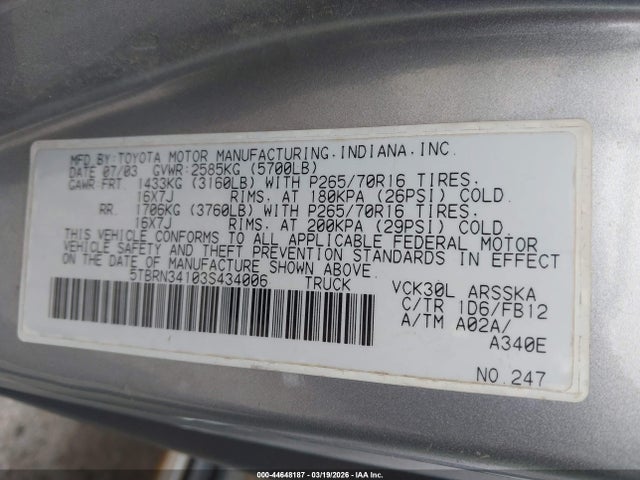 MFD.BY:TOYOTA MOTOR MANUFACTURING,INDIANA,INC.
DATE 07/03 GVWR:2585KG (5700LB)
GAWR FRT. 1433KG (3160LB) WITH P265/70R16 TIRES.
16X7J RIMS, AT 180KPA (26PSI) COLD.
RR. 1706KG (3760LB) WITH P265/70R16 TIRES.
16X7J RIMS, AT 200KPA (29PSI) COLD.
THIS VEHICLE CONFORMS TO ALL APPLICABLE FEDERAL MOTOR
VEHICLE SAFETY AND THEFT PREVENTION STANDARDS IN EFFECT
ON THE DATE OF MANUFACTURE SHOWN ABOVE.
5TBRN34103S434006 TRUCK VCK30L ARSSKA
C/TR 1D6/FB12
A/TM A02A/
A340E
NO.247
000-44648187 - 03/19/2026 - IAA Inc.